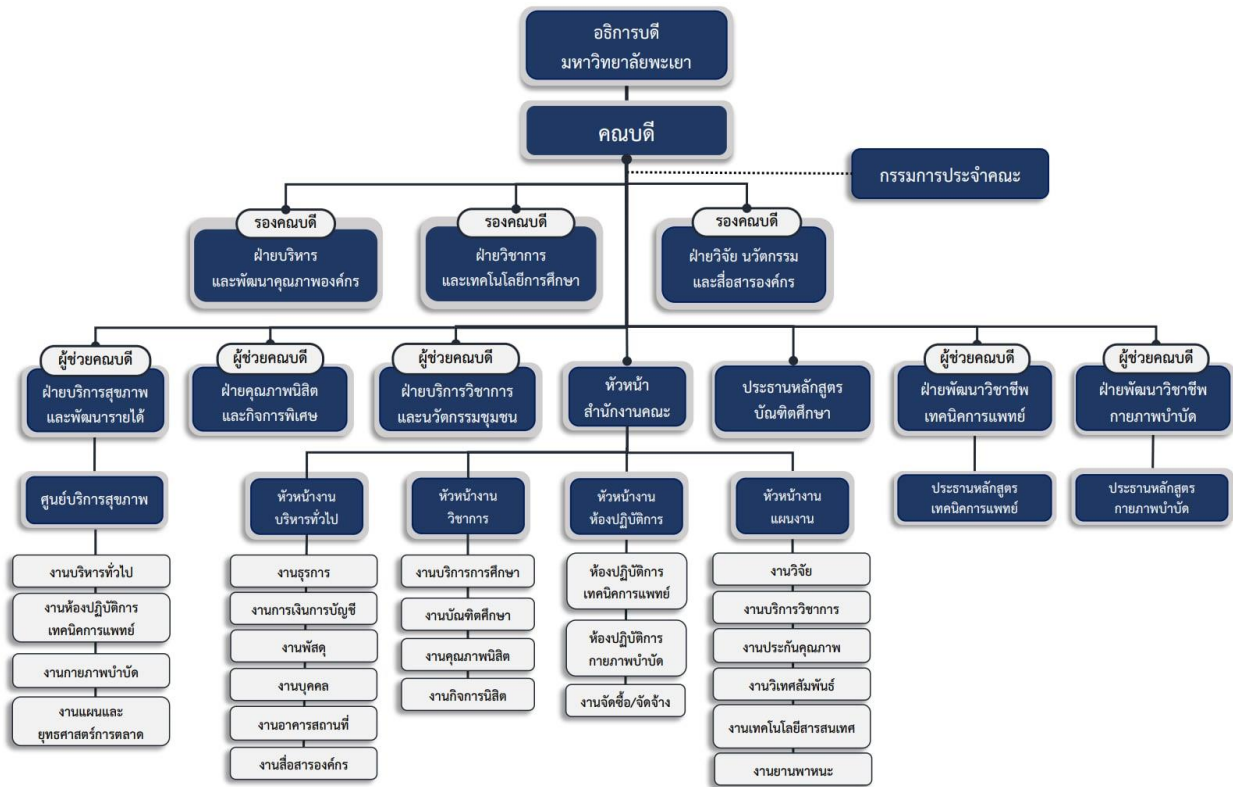 อธิการบดี
มหาวิทยาลัยพะเยา
คณบดี
กรรมการประจำคณะ
รองคณบดี
ฝ่ายบริหาร
และพัฒนาคุณภาพองค์กร
รองคณบดี
ฝ่ายวิชาการ
และเทคโนโลยีการศึกษา
รองคณบดี
ฝ่ายวิจัย นวัตกรรม
และสื่อสารองค์กร
ผู้ช่วยคณบดี
ฝ่ายบริการสุขภาพ
และพัฒนารายได้
ผู้ช่วยคณบดี
ฝ่ายคุณภาพนิสิต
และกิจการพิเศษ
ผู้ช่วยคณบดี
ฝ่ายบริการวิชาการ
และนวัตกรรมชุมชน
หัวหน้า
สำนักงานคณะ
ประธานหลักสูตร
บัณฑิตศึกษา
ผู้ช่วยคณบดี
ฝ่ายพัฒนาวิชาชีพ
เทคนิคการแพทย์
ผู้ช่วยคณบดี
ฝ่ายพัฒนาวิชาชีพ
กายภาพบำบัด
ศูนย์บริการสุขภาพ
หัวหน้างาน
บริหารทั่วไป
หัวหน้างาน
วิชาการ
หัวหน้างาน
ห้องปฏิบัติการ
หัวหน้างาน
แผนงาน
ประธานหลักสูตร
เทคนิคการแพทย์
ประธานหลักสูตร
กายภาพบำบัด
งานบริหารทั่วไป
งานห้องปฏิบัติการ
เทคนิคการแพทย์
งานกายภาพบำบัด
งานแผนและ
ยุทธศาสตร์การตลาด
งานธุรการ
งานการเงินการบัญชี
งานพัสดุ
งานบุคคล
งานอาคารสถานที่
งานสื่อสารองค์กร
งานบริการการศึกษา
งานบัณฑิตศึกษา
งานคุณภาพนิสิต
งานกิจการนิสิต
ห้องปฏิบัติการ
เทคนิคการแพทย์
ห้องปฏิบัติการ
กายภาพบำบัด
งานจัดซื้อ/จัดจ้าง
งานวิจัย
งานบริการวิชาการ
งานประกันคุณภาพ
งานวิเทศสัมพันธ์
งานเทคโนโลยีสารสนเทศ
งานยานพาหนะ